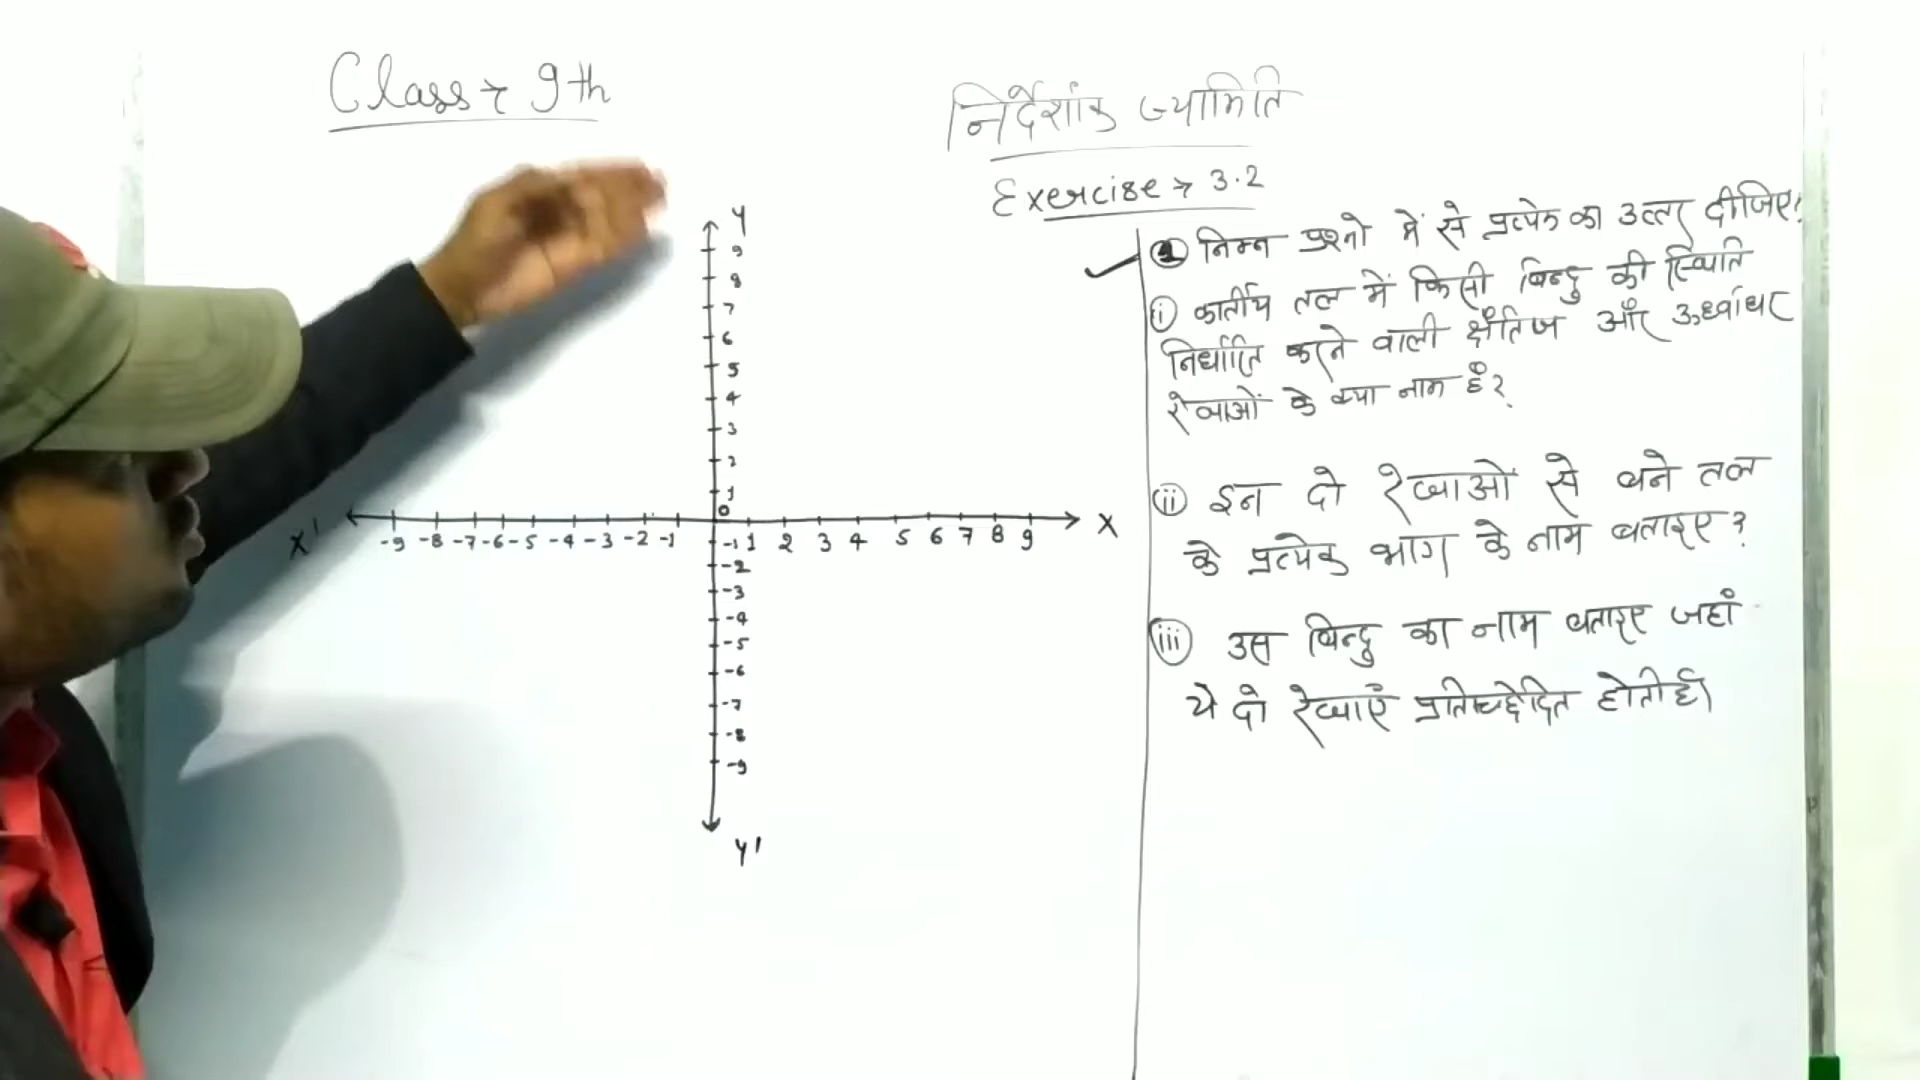 Class → 9th
निर्देशांक ज्यामिति
Exercise → 3.2
Y
9
8
7
6
5
4
3
2
1
0
X' -9 -8 -7 -6 -5 -4 -3 -2 -1 1 2 3 4 5 6 7 8 9 X
-1
-2
-3
-4
-5
-6
-7
-8
-9
Y'
① निम्न प्रश्नो में से प्रत्येक का उत्तर दीजिए?
(i) कार्तीय तल में किसी बिन्दु की स्थिति
निर्धारित करने वाली क्षैतिज और ऊर्ध्वाधर
रेखाओं के क्या नाम है?
(ii) इन दो रेखाओं से बने तल
के प्रत्येक भाग के नाम बताइए?
(iii) उस बिन्दु का नाम बताइए जहाँ
ये दो रेखाएँ प्रतिच्छेदित होती है।